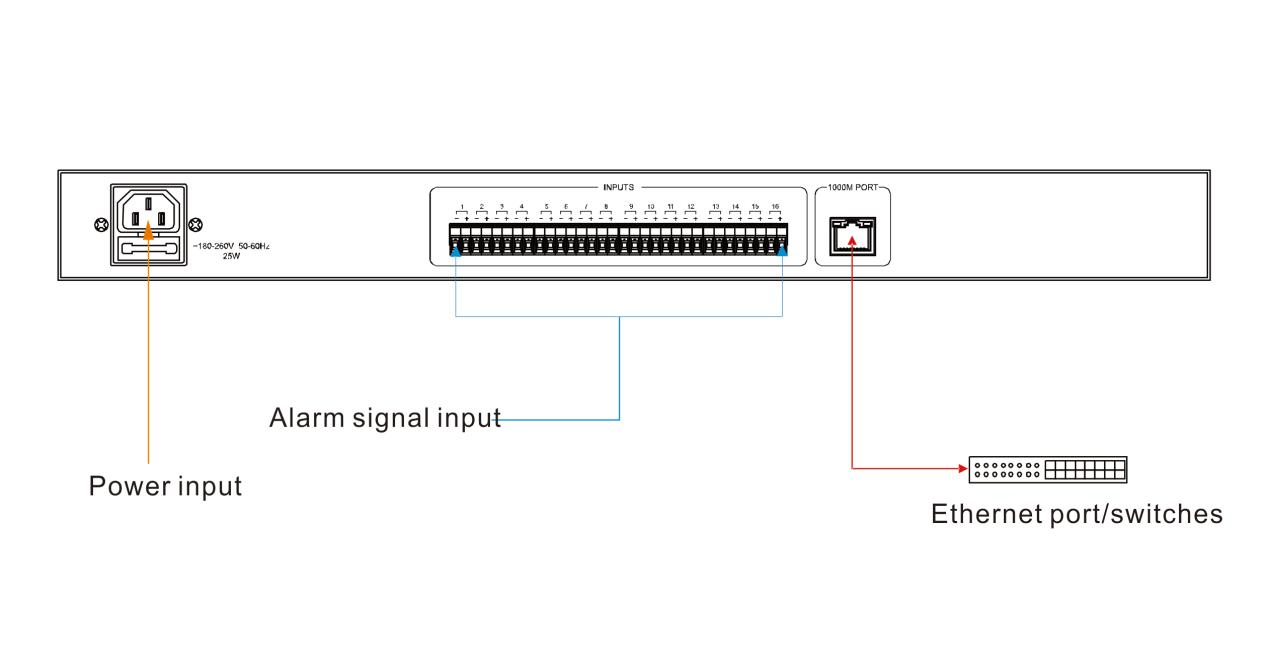 INPUTS
1000M PORT
1 2 3 4 5 6 7 8 9 10 11 12 13 14 15 16
− + − + − + − + − + − + − + − + − + − + − + − + − + − + − + − +
~180-260V 50-60Hz
25W
Alarm signal input
Power input
Ethernet port/switches